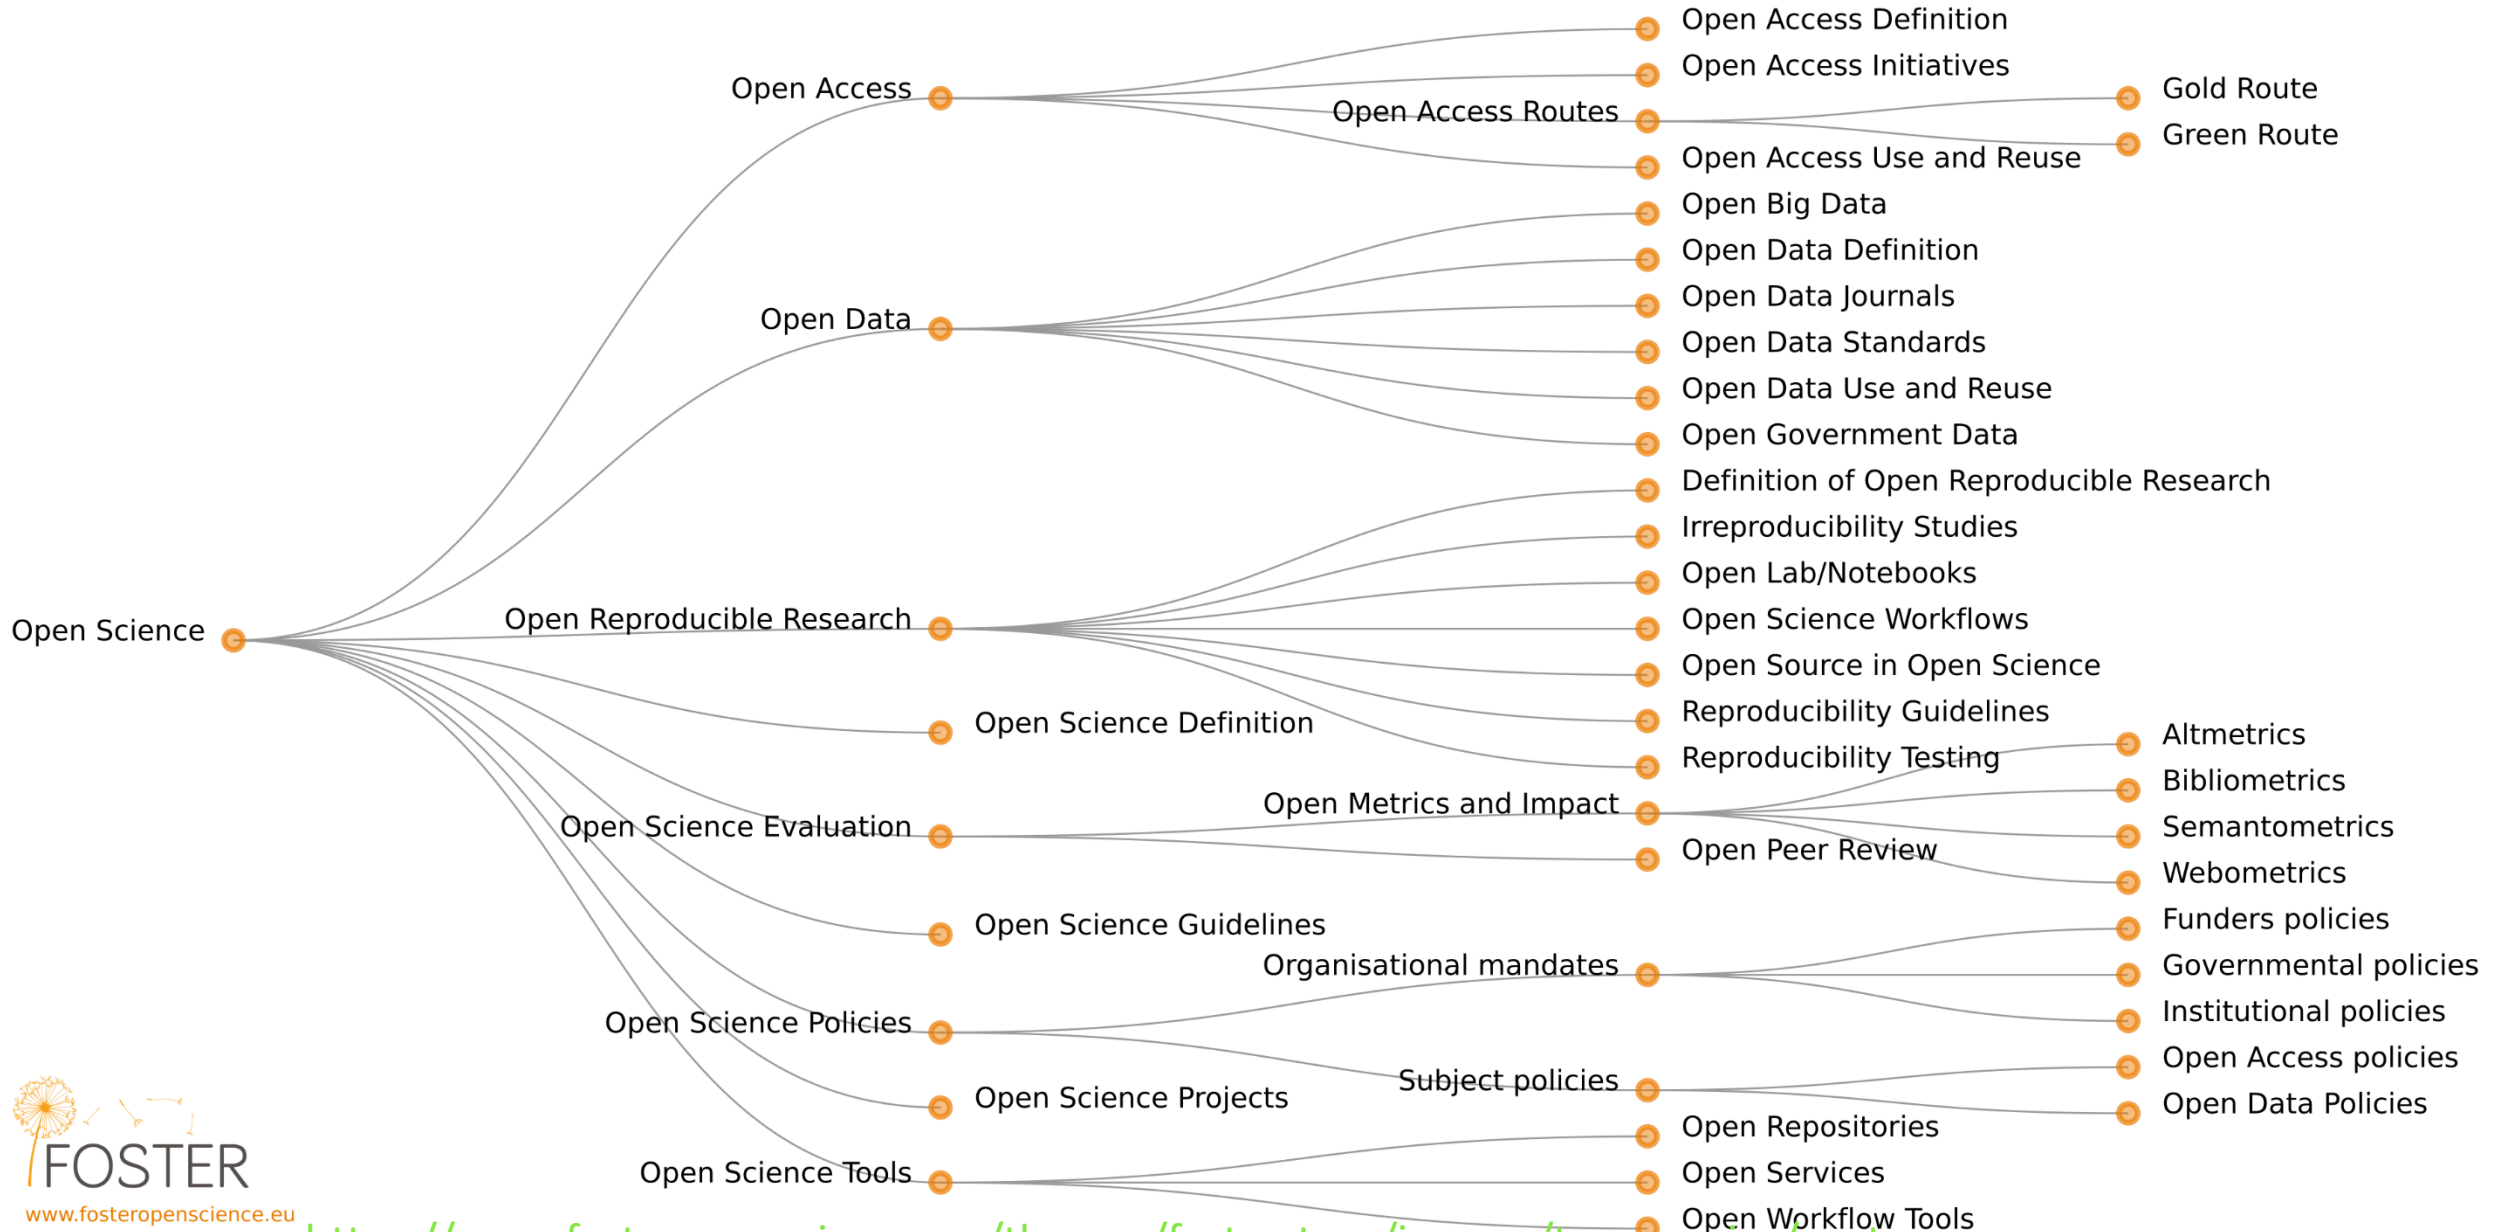 Open Science
Open Access
Open Access Definition
Open Access Initiatives
Open Access Routes
Gold Route
Green Route
Open Access Use and Reuse
Open Data
Open Big Data
Open Data Definition
Open Data Journals
Open Data Standards
Open Data Use and Reuse
Open Government Data
Open Reproducible Research
Definition of Open Reproducible Research
Irreproducibility Studies
Open Lab/Notebooks
Open Science Workflows
Open Source in Open Science
Reproducibility Guidelines
Reproducibility Testing
Open Science Definition
Open Science Evaluation
Open Metrics and Impact
Altmetrics
Bibliometrics
Semantometrics
Webometrics
Open Peer Review
Open Science Guidelines
Open Science Policies
Organisational mandates
Funders policies
Governmental policies
Institutional policies
Subject policies
Open Access policies
Open Data Policies
Open Science Projects
Open Science Tools
Open Repositories
Open Services
Open Workflow Tools
FOSTER
www.fosteropenscience.eu